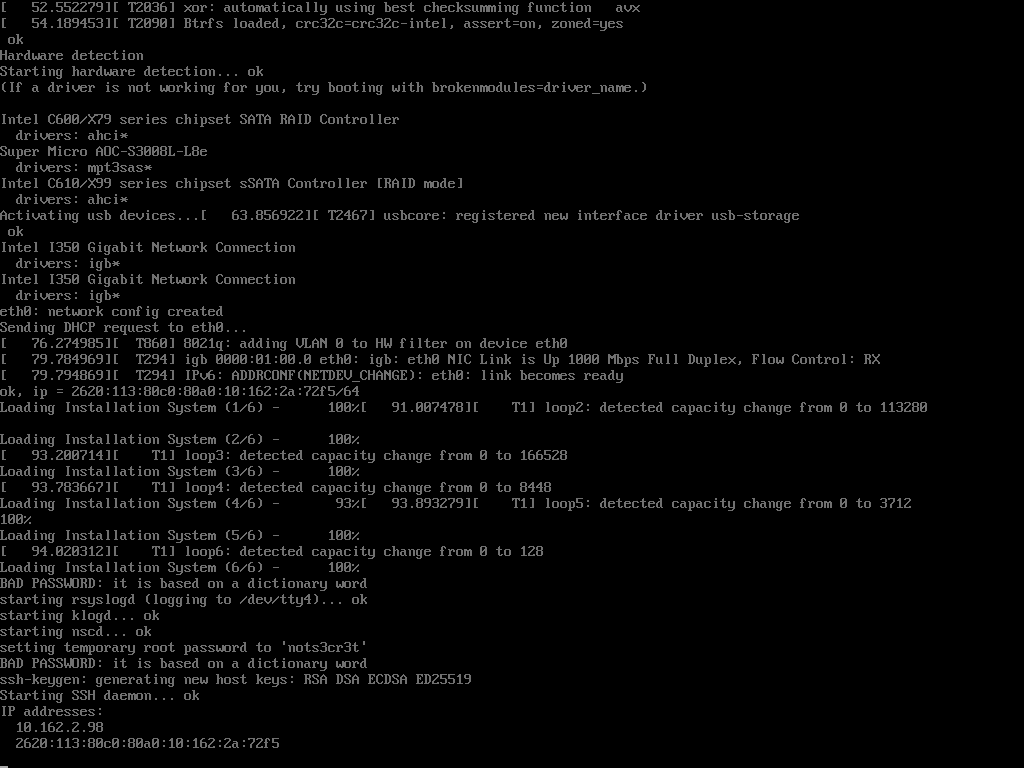 [   52.552279][ T2036] xor: automatically using best checksumming function   avx
[   54.189453][ T2090] Btrfs loaded, crc32c=crc32c-intel, assert=on, zoned=yes
 ok
Hardware detection
Starting hardware detection... ok
(If a driver is not working for you, try booting with brokenmodules=driver_name.)

Intel C600/X79 series chipset SATA RAID Controller
  drivers: ahci*
Super Micro AOC-S3008L-L8e
  drivers: mpt3sas*
Intel C610/X99 series chipset sSATA Controller [RAID mode]
  drivers: ahci*
Activating usb devices...[   63.856922][ T2467] usbcore: registered new interface driver usb-storage
 ok
Intel I350 Gigabit Network Connection
  drivers: igb*
Intel I350 Gigabit Network Connection
  drivers: igb*
eth0: network config created
Sending DHCP request to eth0...
[   76.274985][  T860] 8021q: adding VLAN 0 to HW filter on device eth0
[   79.784969][  T294] igb 0000:01:00.0 eth0: igb: eth0 NIC Link is Up 1000 Mbps Full Duplex, Flow Control: RX
[   79.794869][  T294] IPv6: ADDRCONF(NETDEV_CHANGE): eth0: link becomes ready
ok, ip = 2620:113:80c0:80a0:10:162:2a:72f5/64
Loading Installation System (1/6) -      100%[   91.007478][    T1] loop2: detected capacity change from 0 to 113280

Loading Installation System (2/6) -      100%
[   93.200714][    T1] loop3: detected capacity change from 0 to 166528
Loading Installation System (3/6) -      100%
[   93.783667][    T1] loop4: detected capacity change from 0 to 8448
Loading Installation System (4/6) -       93%[   93.893279][    T1] loop5: detected capacity change from 0 to 3712
100%
Loading Installation System (5/6) -      100%
[   94.020312][    T1] loop6: detected capacity change from 0 to 128
Loading Installation System (6/6) -      100%
BAD PASSWORD: it is based on a dictionary word
starting rsyslogd (logging to /dev/tty4)... ok
starting klogd... ok
starting nscd... ok
setting temporary root password to 'nots3cr3t'
BAD PASSWORD: it is based on a dictionary word
ssh-keygen: generating new host keys: RSA DSA ECDSA ED25519
Starting SSH daemon... ok
IP addresses:
  10.162.2.98
  2620:113:80c0:80a0:10:162:2a:72f5